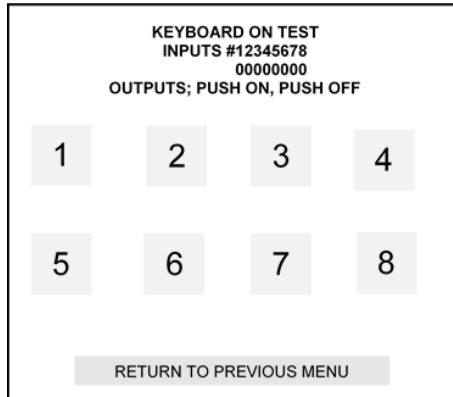 KEYBOARD ON TEST
INPUTS #12345678
00000000
OUTPUTS; PUSH ON, PUSH OFF
1 2 3 4
5 6 7 8
RETURN TO PREVIOUS MENU